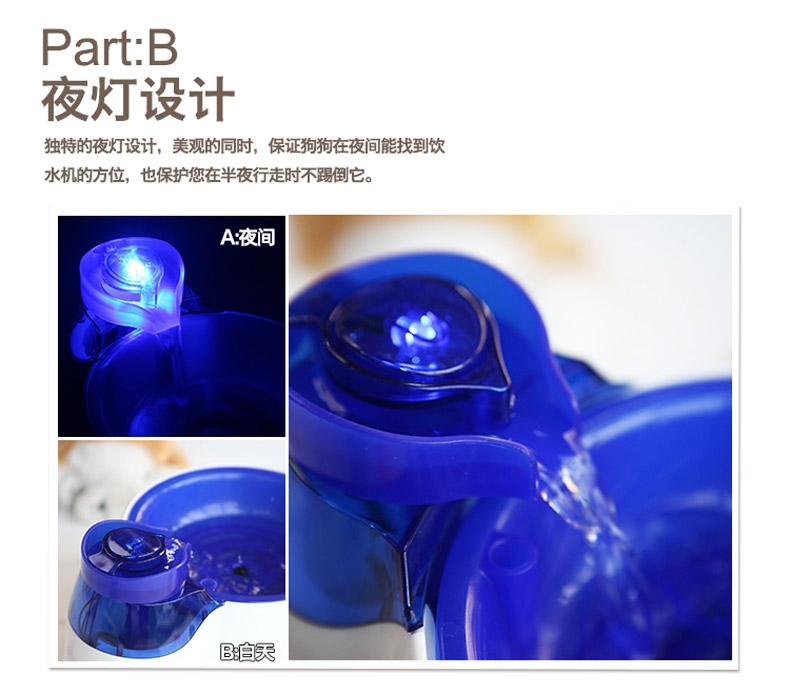 Part:B
夜灯设计
独特的夜灯设计，美观的同时，保证狗狗在夜间能找到饮
水机的方位，也保护您在半夜行走时不踢倒它。
A:夜间
B:白天